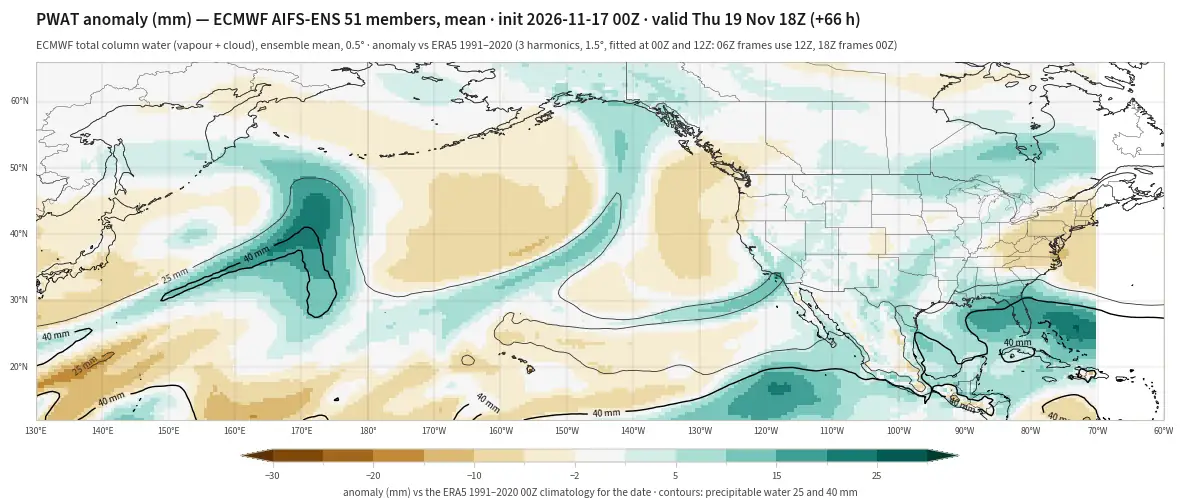 PWAT anomaly (mm) — ECMWF AIFS-ENS 51 members, mean · init 2026-11-17 00Z · valid Thu 19 Nov 18Z (+66 h)
ECMWF total column water (vapour + cloud), ensemble mean, 0.5° · anomaly vs ERA5 1991–2020 (3 harmonics, 1.5°, fitted at 00Z and 12Z: 06Z frames use 12Z, 18Z frames 00Z)
60°N
50°N
40°N
30°N
20°N
25 mm
40 mm
40 mm
25 mm
40 mm
40 mm
40 mm
40 mm
40 mm
40 mm
130°E 140°E 150°E 160°E 170°E 180° 170°W 160°W 150°W 140°W 130°W 120°W 110°W 100°W 90°W 80°W 70°W 60°W
−30 −20 −10 −2 5 15 25
anomaly (mm) vs the ERA5 1991–2020 00Z climatology for the date · contours: precipitable water 25 and 40 mm